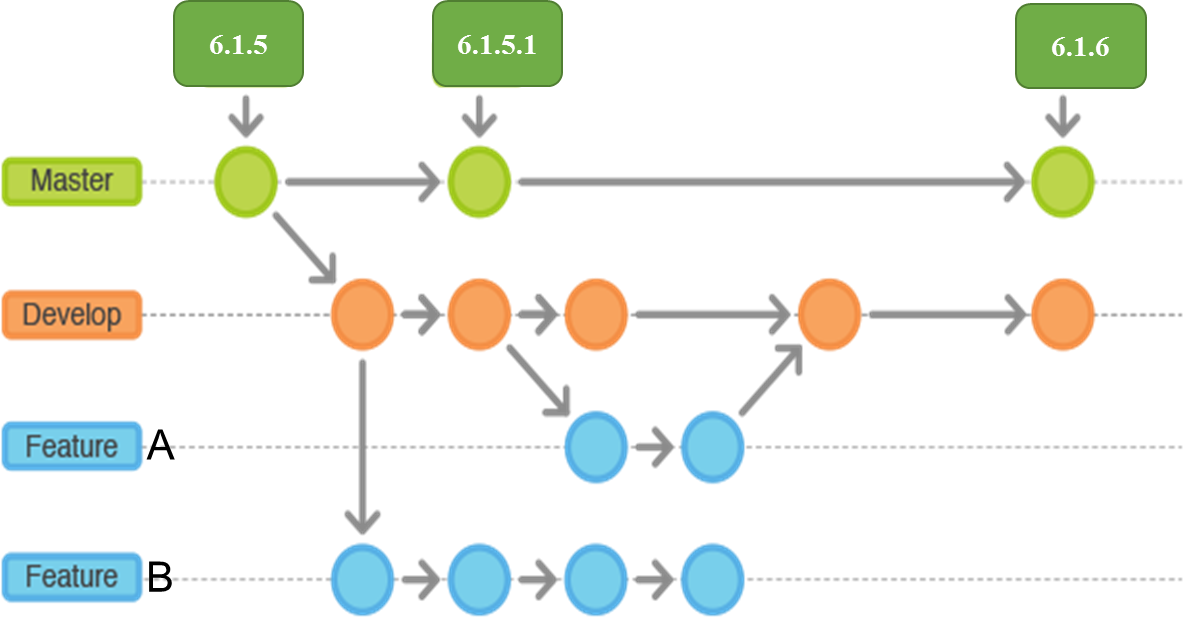 6.1.5
6.1.5.1
6.1.6
Master
Develop
Feature A
Feature B